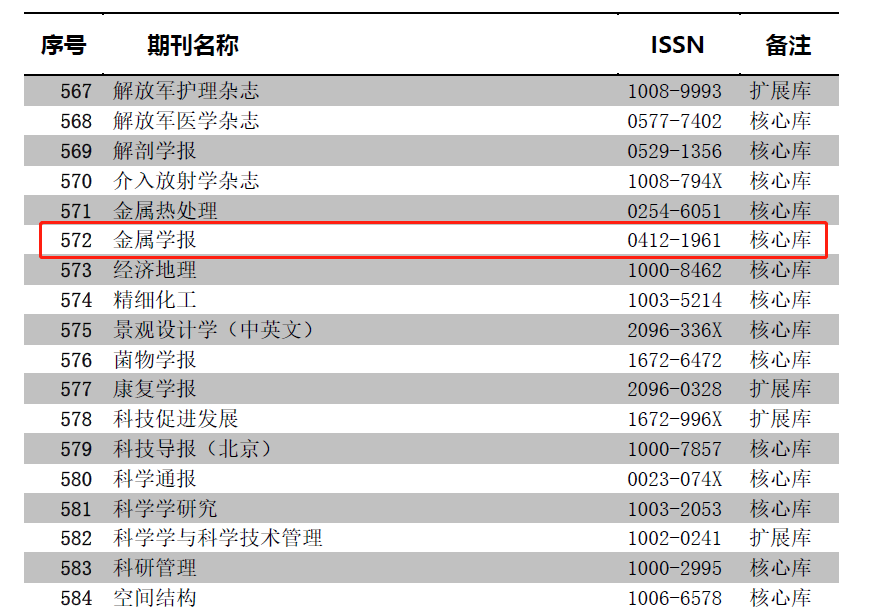 序号 期刊名称 ISSN 备注
567 解放军护理杂志 1008-9993 扩展库
568 解放军医学杂志 0577-7402 核心库
569 解剖学报 0529-1356 核心库
570 介入放射学杂志 1008-794X 核心库
571 金属热处理 0254-6051 核心库
572 金属学报 0412-1961 核心库
573 经济地理 1000-8462 核心库
574 精细化工 1003-5214 核心库
575 景观设计学（中英文） 2096-336X 核心库
576 菌物学报 1672-6472 核心库
577 康复学报 2096-0328 扩展库
578 科技促进发展 1672-996X 扩展库
579 科技导报（北京） 1000-7857 核心库
580 科学通报 0023-074X 核心库
581 科学学研究 1003-2053 核心库
582 科学学与科学技术管理 1002-0241 扩展库
583 科研管理 1000-2995 核心库
584 空间结构 1006-6578 核心库